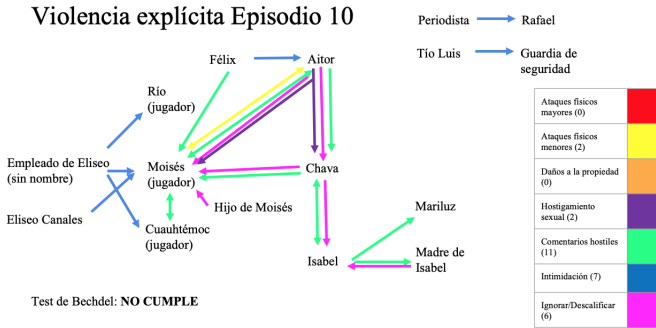 Violencia explícita Episodio 10
Periodista
Rafael
Tío Luis
Guardia de
seguridad
Félix
Aitor
Río
(jugador)
Empleado de Eliseo
(sin nombre)
Moisés
(jugador)
Chava
Eliseo Canales
Hijo de Moisés
Cuauhtémoc
(jugador)
Mariluz
Isabel
Madre de
Isabel
Test de Bechdel: NO CUMPLE
Ataques físicos
mayores (0)
Ataques físicos
menores (2)
Daños a la propiedad
(0)
Hostigamiento
sexual (2)
Comentarios hostiles
(11)
Intimidación (7)
Ignorar/Descalificar
(6)